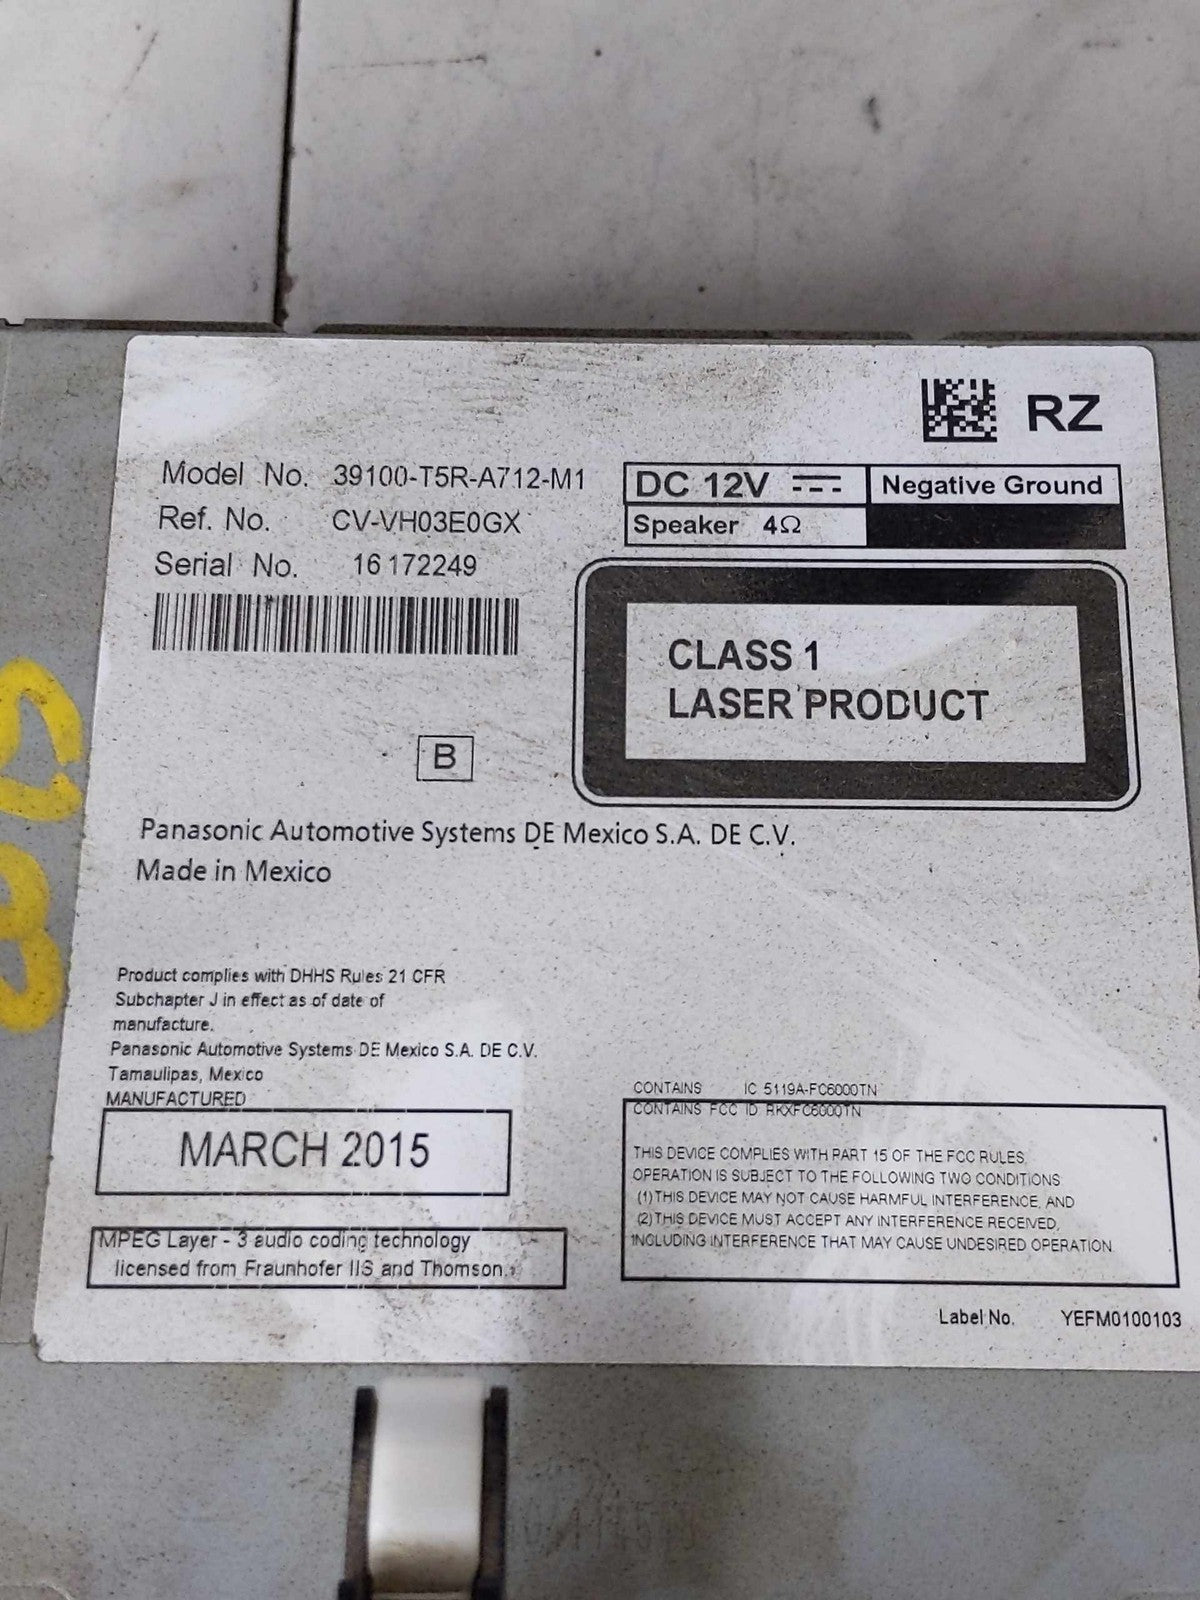 RZ
Model No. 39100-T5R-A712-M1
Ref. No. CV-VH03E0GX
Serial No. 16172249
DC 12V
Negative Ground
Speaker 4Ω
CLASS 1
LASER PRODUCT
B
Panasonic Automotive Systems DE Mexico S.A. DE C.V.
Made in Mexico
Product complies with DHHS Rules 21 CFR
Subchapter J in effect as of date of
manufacture.
Panasonic Automotive Systems DE Mexico S.A. DE C.V.
Tamaulipas, Mexico
MANUFACTURED
MARCH 2015
MPEG Layer - 3 audio coding technology
licensed from Fraunhofer IIS and Thomson.
CONTAINS IC 5119A-FC6000TN
CONTAINS FCC ID RKXFC6000TN
THIS DEVICE COMPLIES WITH PART 15 OF THE FCC RULES,
OPERATION IS SUBJECT TO THE FOLLOWING TWO CONDITIONS
(1)THIS DEVICE MAY NOT CAUSE HARMFUL INTERFERENCE, AND
(2)THIS DEVICE MUST ACCEPT ANY INTERFERENCE RECEIVED,
INCLUDING INTERFERENCE THAT MAY CAUSE UNDESIRED OPERATION.
Label No. YEFM0100103